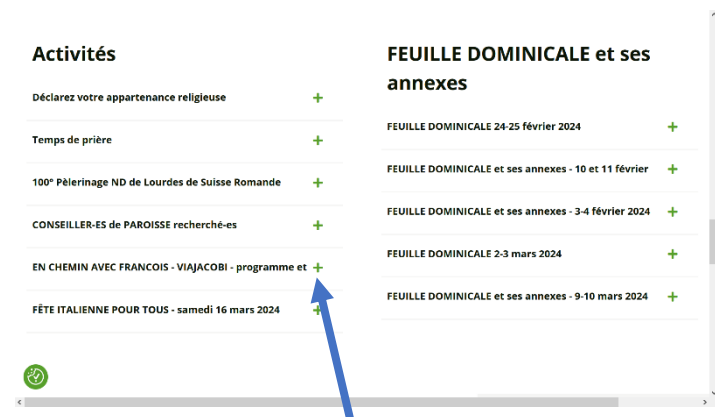 Activités
Déclarez votre appartenance religieuse
Temps de prière
100° Pèlerinage ND de Lourdes de Suisse Romande
CONSEILLER-ES de PAROISSE recherché-es
EN CHEMIN AVEC FRANCOIS - VIAJACOBI - programme et
FÊTE ITALIENNE POUR TOUS - samedi 16 mars 2024
FEUILLE DOMINICALE et ses
annexes
FEUILLE DOMINICALE 24-25 février 2024
FEUILLE DOMINICALE et ses annexes - 10 et 11 février
FEUILLE DOMINICALE et ses annexes - 3-4 février 2024
FEUILLE DOMINICALE 2-3 mars 2024
FEUILLE DOMINICALE et ses annexes - 9-10 mars 2024